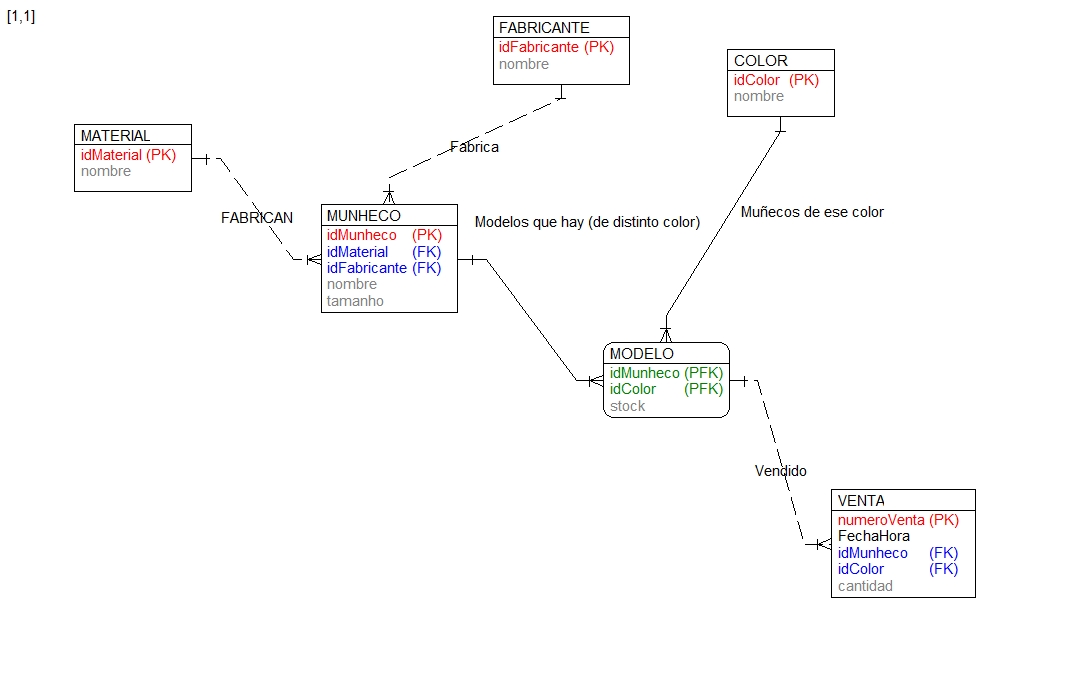 [1,1]
FABRICANTE
idFabricante (PK)
nombre
COLOR
idColor (PK)
nombre
MATERIAL
idMaterial (PK)
nombre
Fabrica
FABRICAN
MUNHECO
idMunheco (PK)
idMaterial (FK)
idFabricante (FK)
nombre
tamanho
Modelos que hay (de distinto color)
Muñecos de ese color
MODELO
idMunheco (PFK)
idColor (PFK)
stock
Vendido
VENTA
numeroVenta (PK)
FechaHora
idMunheco (FK)
idColor (FK)
cantidad